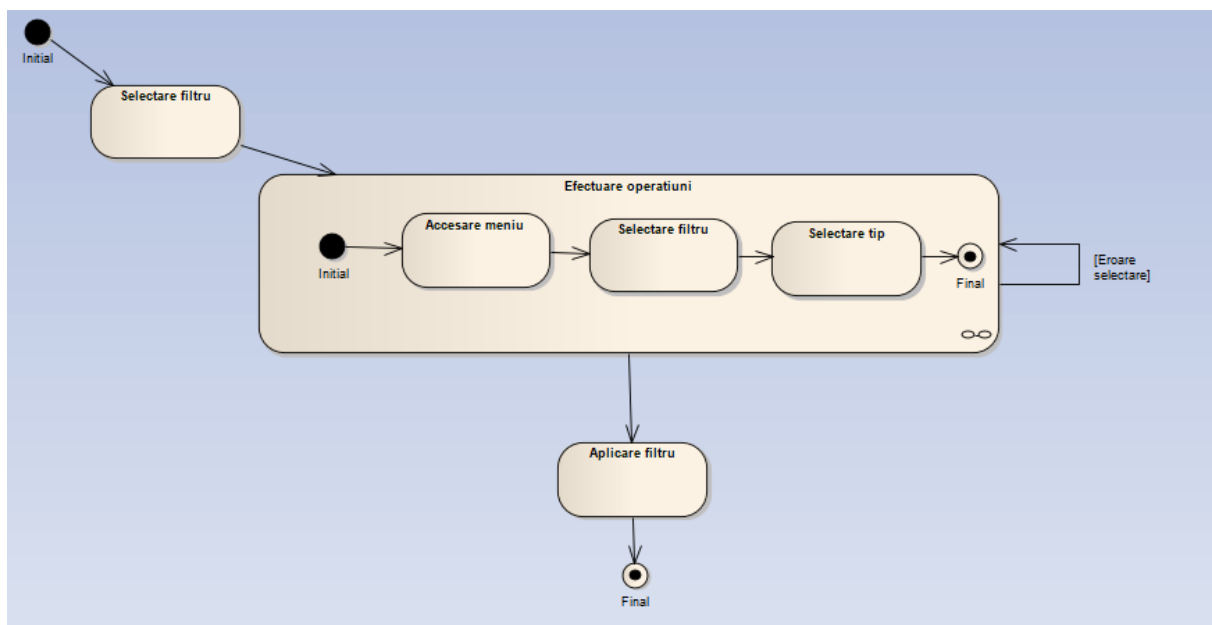 Initial
Selectare filtru
Efectuare operatiuni
Accesare meniu
Selectare filtru
Selectare tip
Initial
Final
[Eroare
selectare]
Aplicare filtru
Final